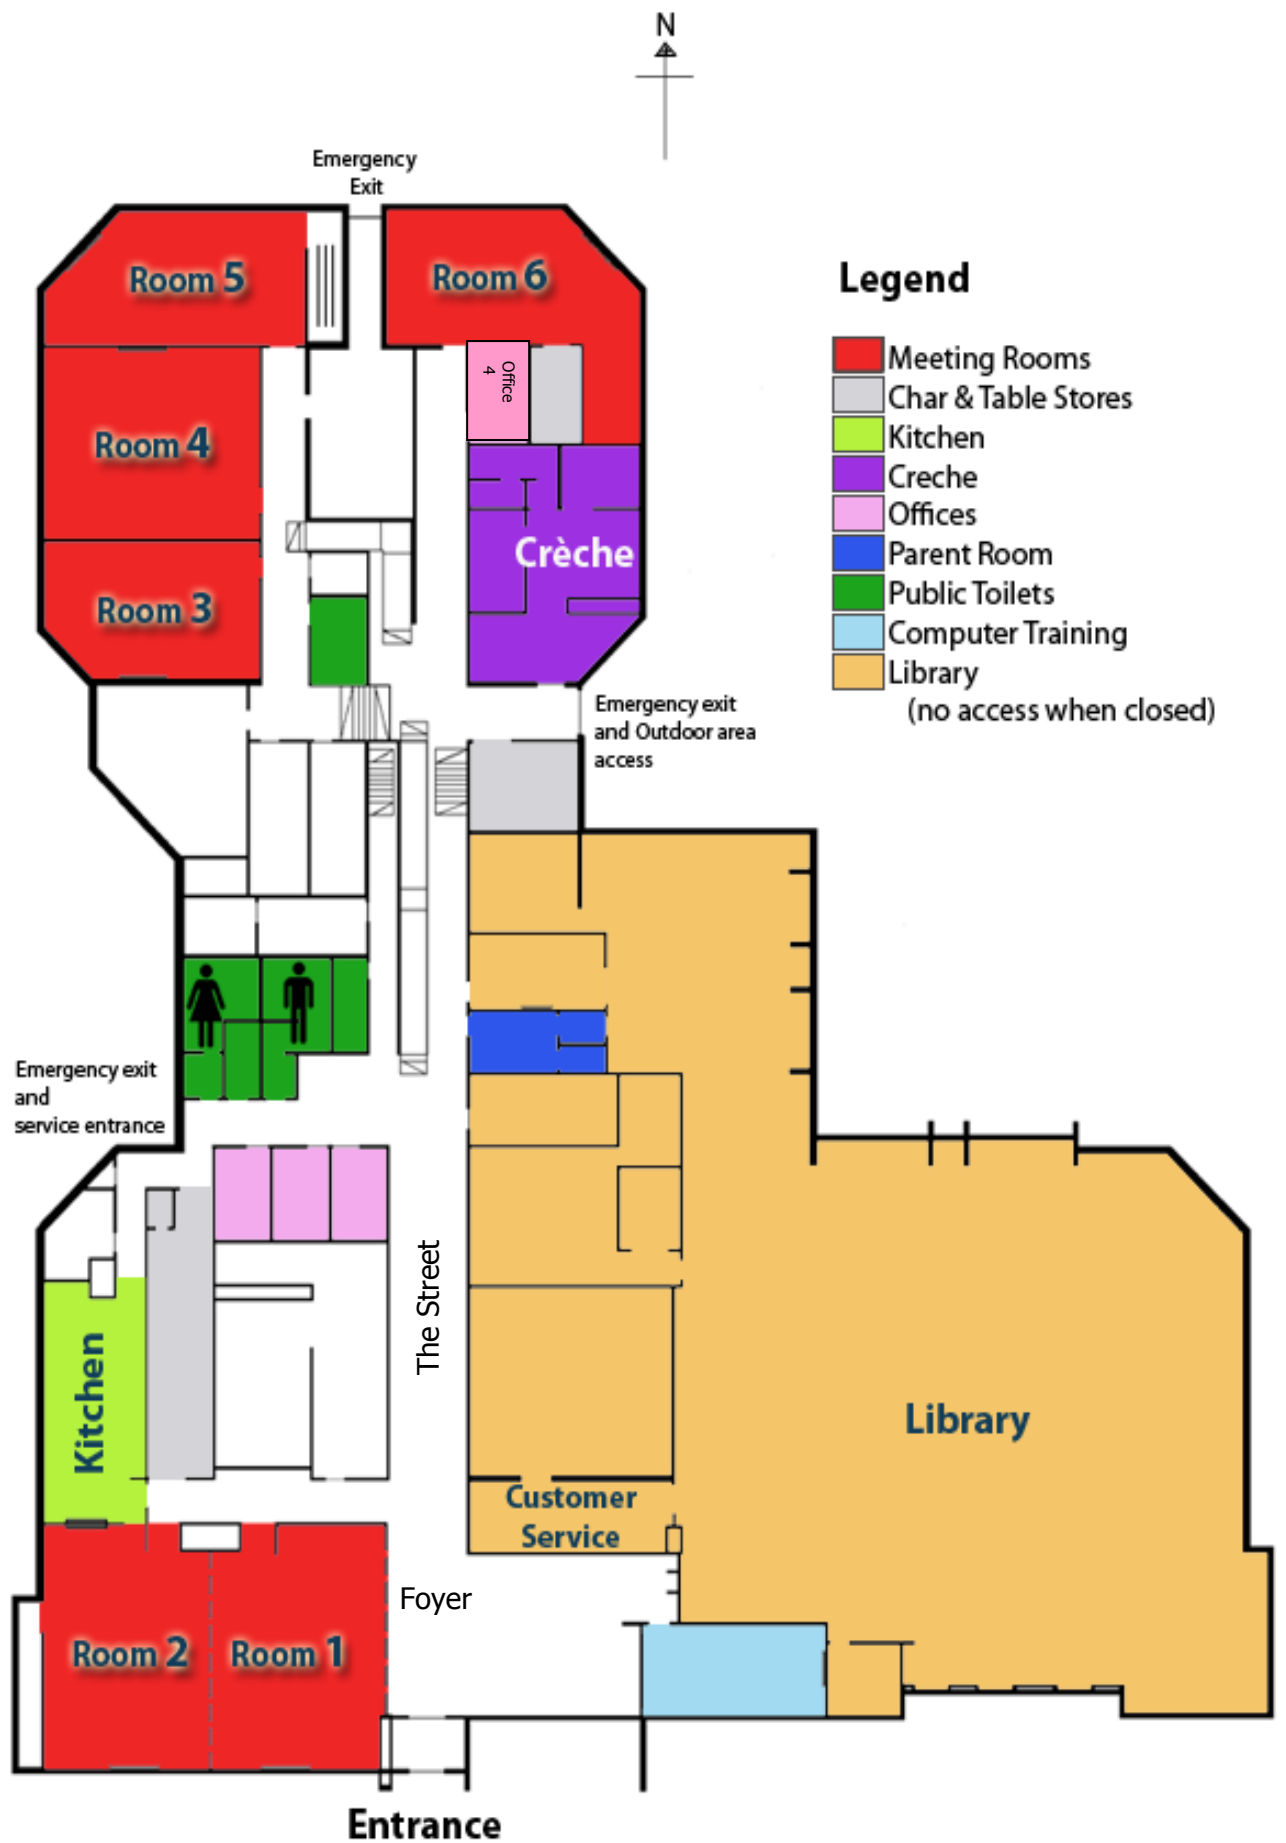 N
Emergency
Exit
Room 5
Room 6
Legend
Meeting Rooms
Char & Table Stores
Kitchen
Creche
Offices
Parent Room
Public Toilets
Computer Training
Library
(no access when closed)
Office
4
Room 4
Crèche
Room 3
Emergency exit
and Outdoor area
access
Emergency exit
and
service entrance
The Street
Kitchen
Library
Customer
Service
Foyer
Room 2
Room 1
Entrance